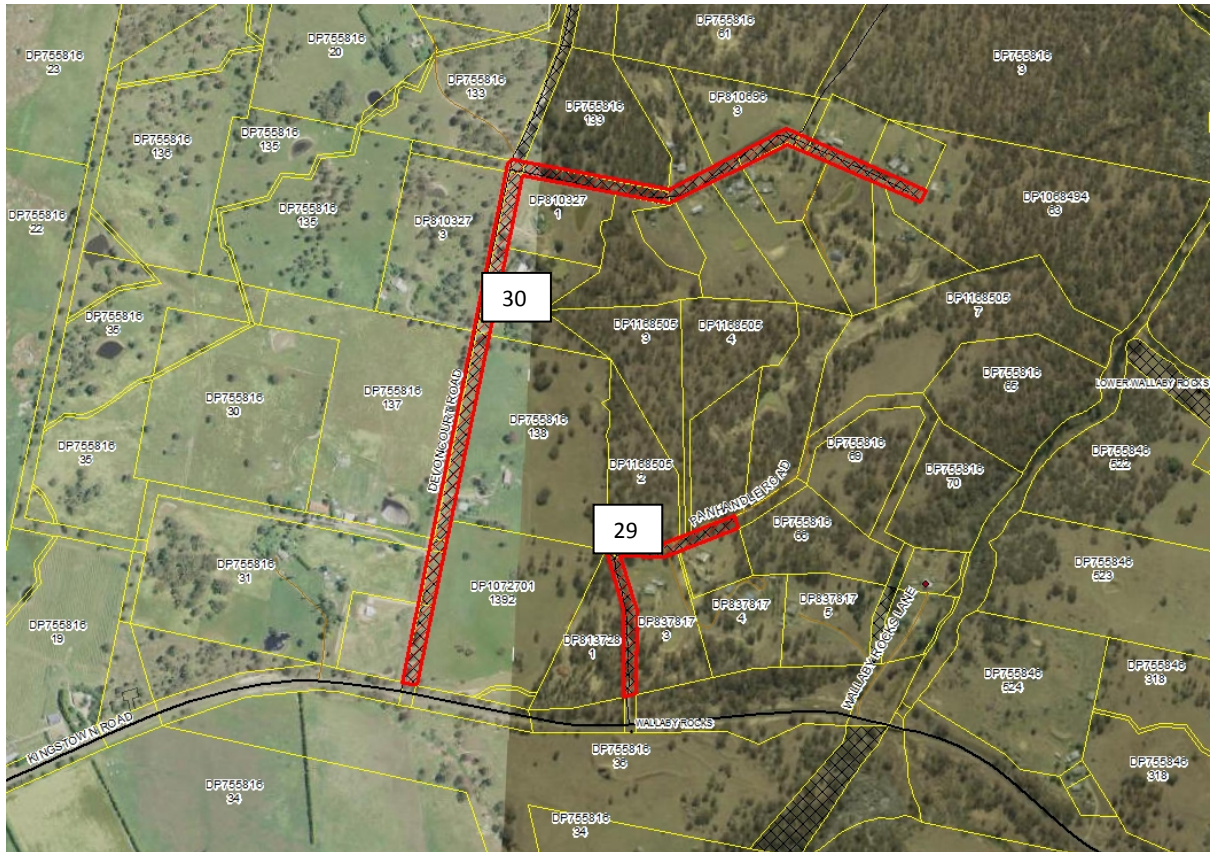 DP755816
61
DP755816
20
DP755816
23
DP755816
3
DP755816
133
DP810696
3
DP755816
133
DP755816
136
DP755816
135
DP755816
135
DP810327
1
DP1068494
63
DP755816
22
DP810327
3
30
DP1168505
7
DP755816
35
DP1168505
3
DP1168505
4
DP755816
65
LOWER WALLABY ROCKS
DP755816
137
DP755816
30
DEVONCOURT ROAD
DP755816
138
DP755816
69
DP755846
522
DP755816
35
DP1168505
2
DP755816
70
PANHANDLE ROAD
29
DP755816
66
DP755816
31
DP755846
523
DP1072701
1392
DP837817
4
DP837817
5
DP755816
19
DP837817
3
DP813728
1
WALLABY ROCKS LANE
DP755846
524
DP755846
318
KINGSTOWN ROAD
WALLABY ROCKS
DP755816
36
DP755846
318
DP755816
34
DP755816
34